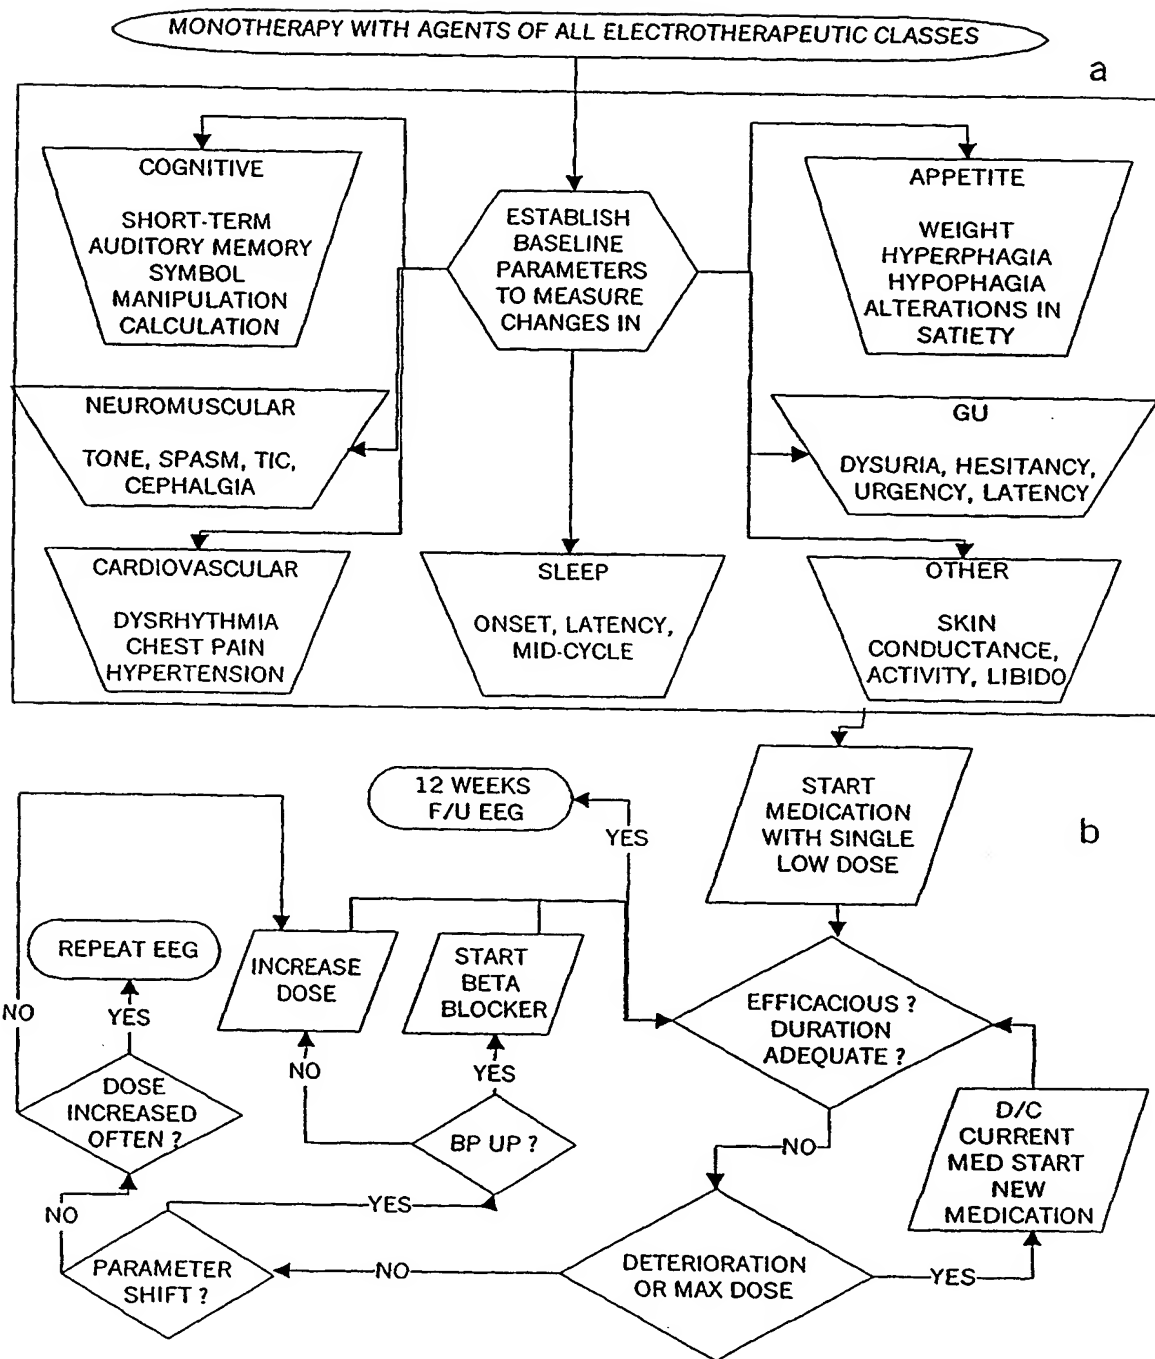 MONOTHERAPY WITH AGENTS OF ALL ELECTROTHERAPEUTIC CLASSES
a
COGNITIVE
SHORT-TERM
AUDITORY MEMORY
SYMBOL
MANIPULATION
CALCULATION
ESTABLISH
BASELINE
PARAMETERS
TO MEASURE
CHANGES IN
APPETITE
WEIGHT
HYPERPHAGIA
HYPOPHAGIA
ALTERATIONS IN
SATIETY
NEUROMUSCULAR
TONE, SPASM, TIC,
CEPHALGIA
GU
DYSURIA, HESITANCY,
URGENCY, LATENCY
CARDIOVASCULAR
DYSRHYTHMIA
CHEST PAIN
HYPERTENSION
SLEEP
ONSET, LATENCY,
MID-CYCLE
OTHER
SKIN
CONDUCTANCE,
ACTIVITY, LIBIDO
b
START
MEDICATION
WITH SINGLE
LOW DOSE
12 WEEKS
F/U EEG
YES
REPEAT EEG
INCREASE
DOSE
START
BETA
BLOCKER
EFFICACIOUS ?
DURATION
ADEQUATE ?
NO
YES
NO
YES
DOSE
INCREASED
OFTEN ?
BP UP ?
NO
D/C
CURRENT
MED START
NEW
MEDICATION
NO
YES
PARAMETER
SHIFT ?
NO
DETERIORATION
OR MAX DOSE
YES